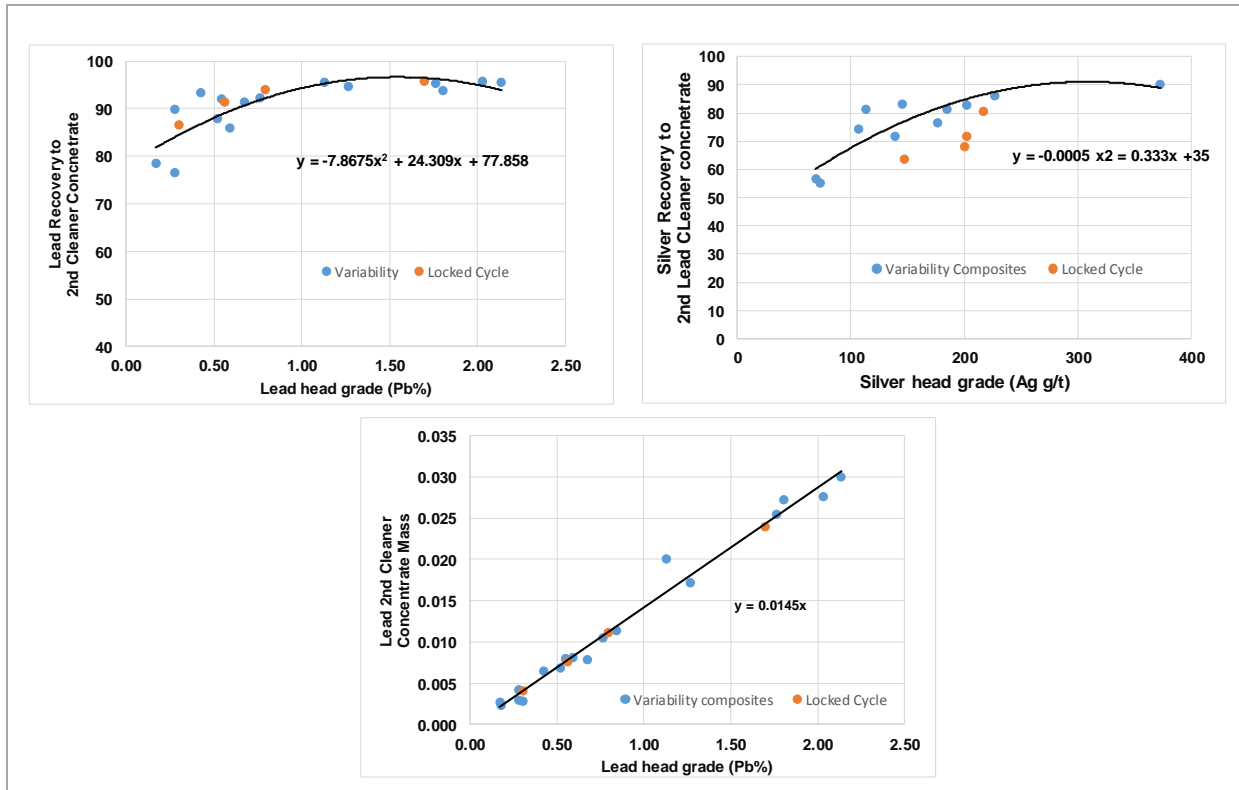 Lead Recovery to
2nd Cleaner Concnetrate
100
90
80
70
60
50
40
y = -7.8675x² + 24.309x + 77.858
Variability
Locked Cycle
0.00 0.50 1.00 1.50 2.00 2.50
Lead head grade (Pb%)
Silver Recovery to
2nd Lead CLeaner concnetrate
100
90
80
70
60
50
40
30
20
10
0
y = -0.0005 x2 = 0.333x +35
Variability Composites
Locked Cycle
0 100 200 300 400
Silver head grade (Ag g/t)
Lead 2nd Cleaner
Concentrate Mass
0.035
0.030
0.025
0.020
0.015
0.010
0.005
0.000
y = 0.0145x
Variability composites
Locked Cycle
0.00 0.50 1.00 1.50 2.00 2.50
Lead head grade (Pb%)